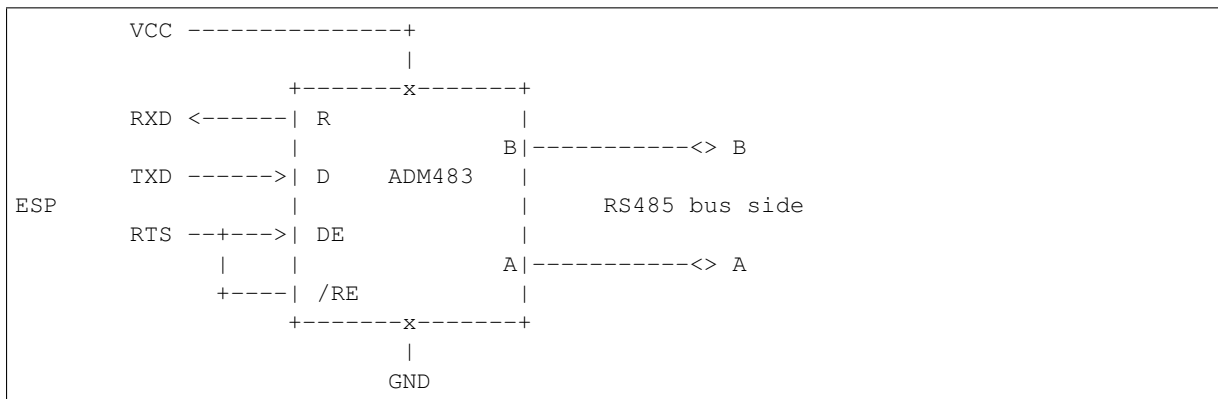 VCC ---------------+
|
+-------x-------+
RXD <------| R |
| B|-----------<> B
TXD ------>| D ADM483 |
ESP | | RS485 bus side
RTS --+--->| DE |
| | A|-----------<> A
+----| /RE |
+-------x-------+
|
GND